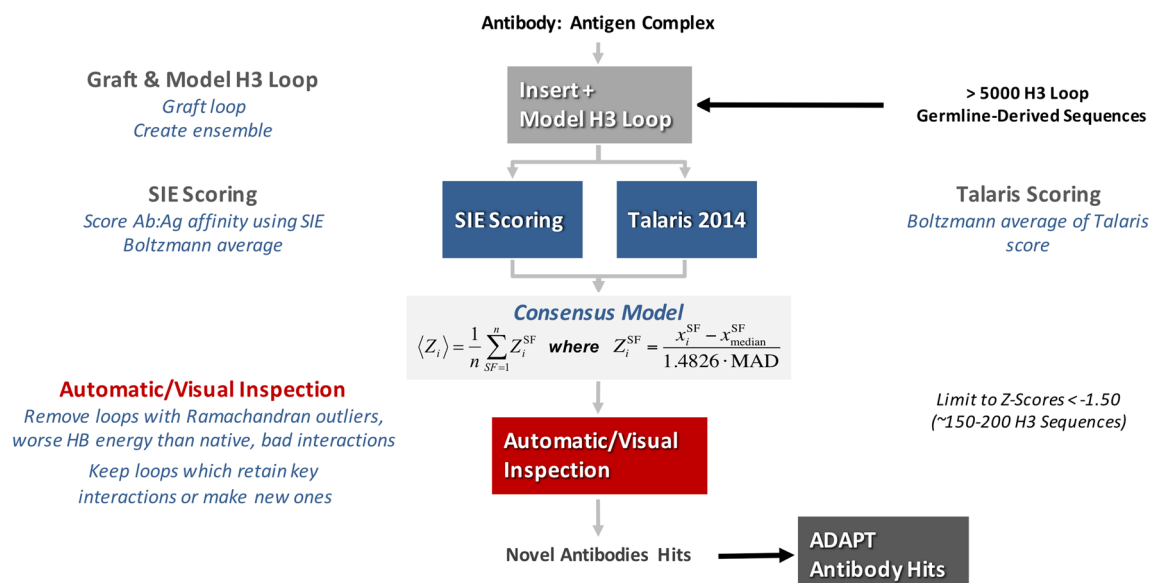 Antibody: Antigen Complex
Graft & Model H3 Loop
Graft loop
Create ensemble
Insert +
Model H3 Loop
> 5000 H3 Loop
Germline-Derived Sequences
SIE Scoring
Score Ab:Ag affinity using SIE
Boltzmann average
SIE Scoring
Talaris 2014
Talaris Scoring
Boltzmann average of Talaris
score
Consensus Model
⟨Z_i⟩ = \frac{1}{n} \sum_{SF=1}^{n} Z_i^{SF} where Z_i^{SF} = \frac{x_i^{SF} − x_{median}^{SF}}{1.4826 · MAD}
Automatic/Visual Inspection
Remove loops with Ramachandran outliers,
worse HB energy than native, bad interactions
Keep loops which retain key
interactions or make new ones
Automatic/Visual
Inspection
Limit to Z-Scores < -1.50
(~150-200 H3 Sequences)
Novel Antibodies Hits
ADAPT
Antibody Hits